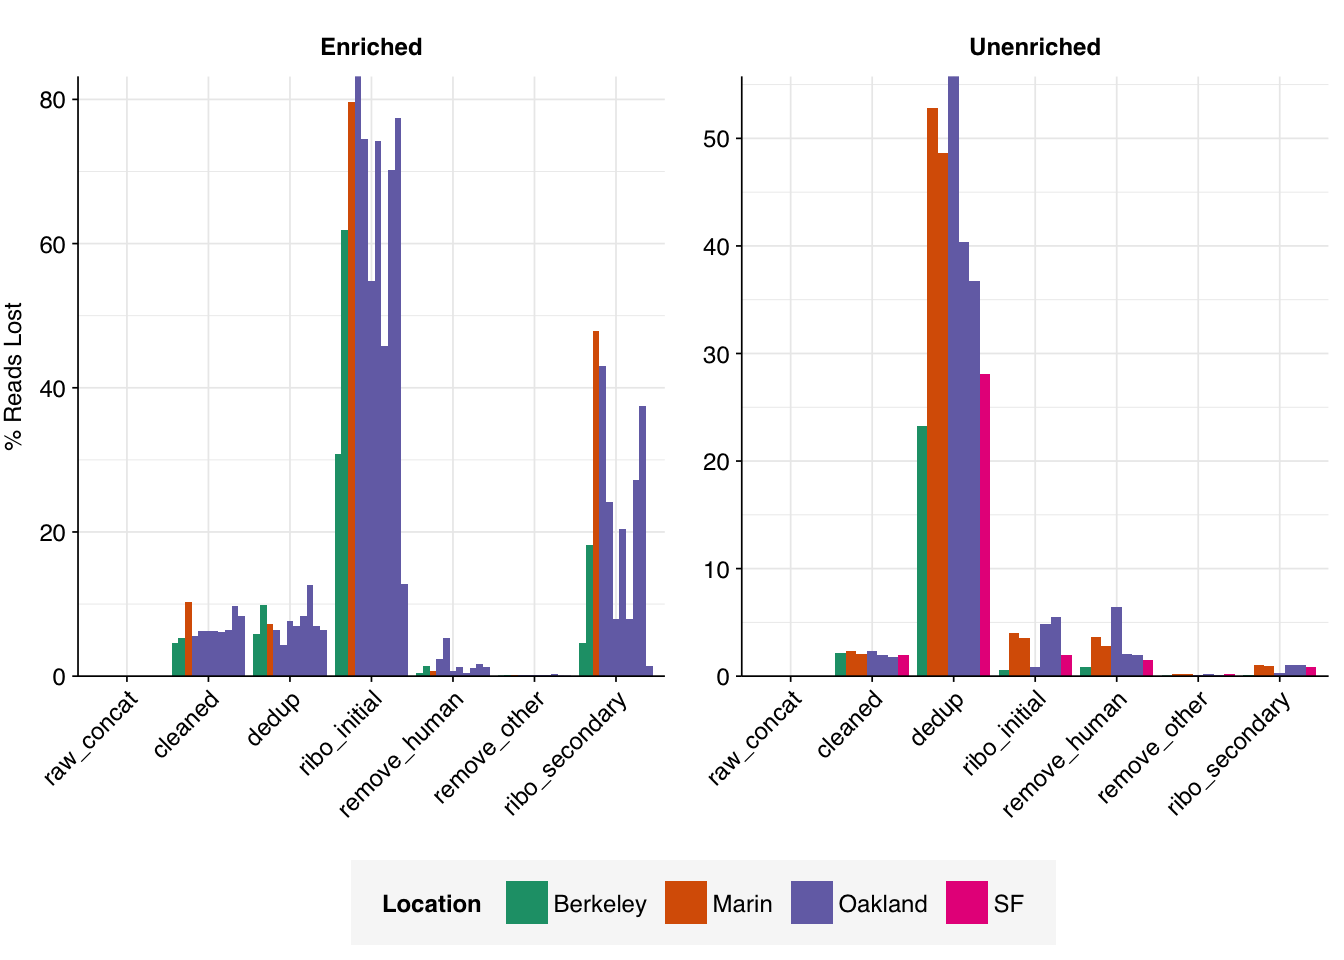 Enriched
Unenriched
% Reads Lost
80
60
40
20
0
raw_concat
cleaned
dedup
ribo_initial
remove_human
remove_other
ribo_secondary
50
40
30
20
10
0
raw_concat
cleaned
dedup
ribo_initial
remove_human
remove_other
ribo_secondary
Location Berkeley Marin Oakland SF